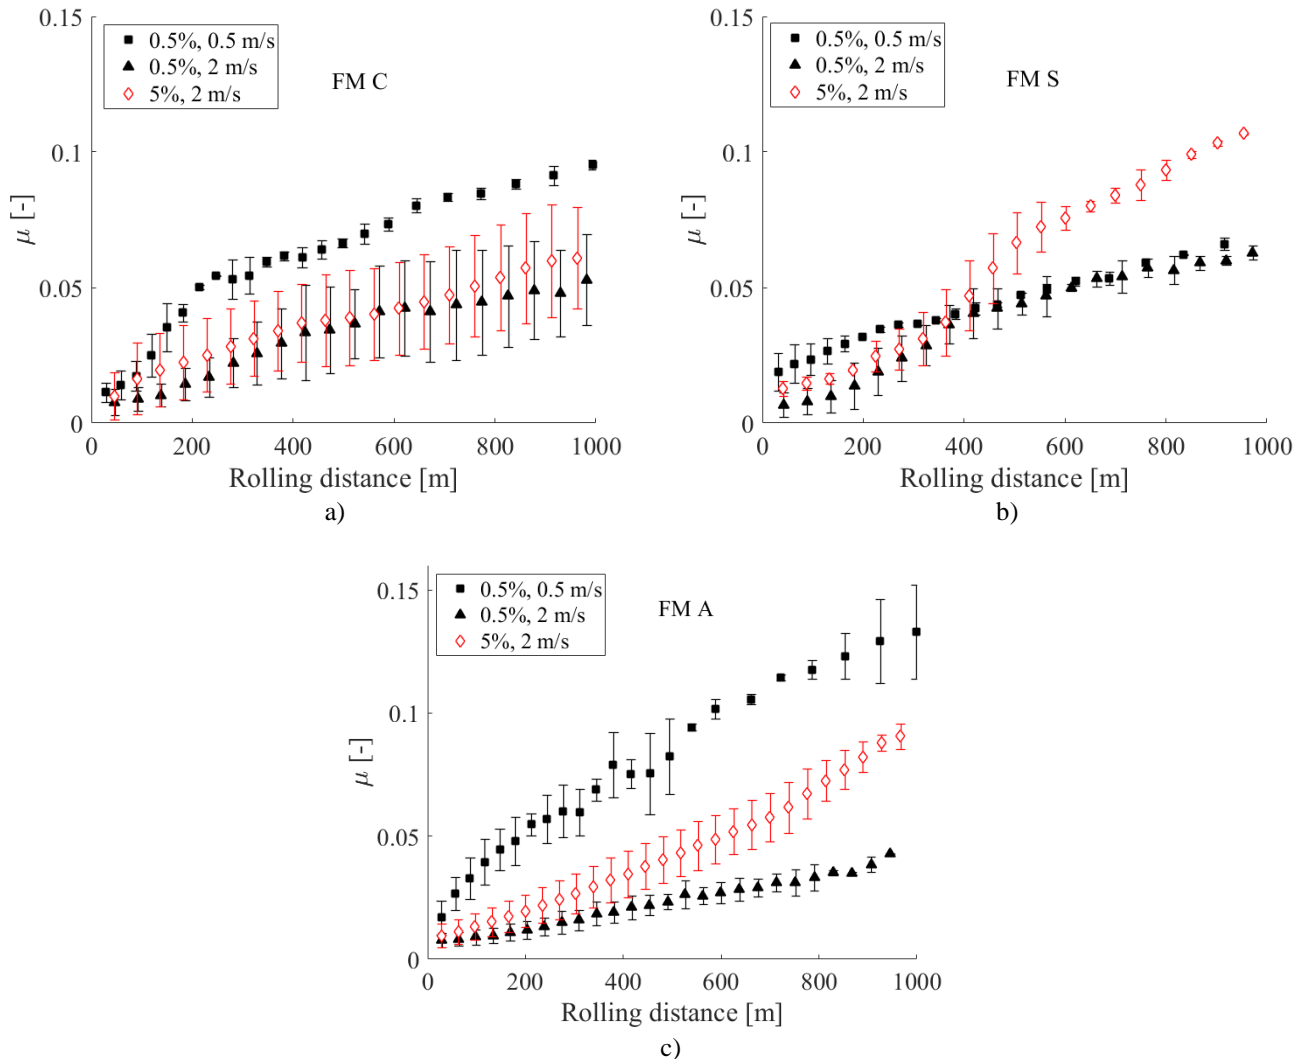 0.15
0.5%, 0.5 m/s
0.5%, 2 m/s
5%, 2 m/s
FM C
0.1
μ [-]
0.05
0
0 200 400 600 800 1000
Rolling distance [m]
a)
0.15
0.5%, 0.5 m/s
0.5%, 2 m/s
5%, 2 m/s
FM S
0.1
μ [-]
0.05
0
0 200 400 600 800 1000
Rolling distance [m]
b)
0.15
0.5%, 0.5 m/s
0.5%, 2 m/s
5%, 2 m/s
FM A
0.1
μ [-]
0.05
0
0 200 400 600 800 1000
Rolling distance [m]
c)